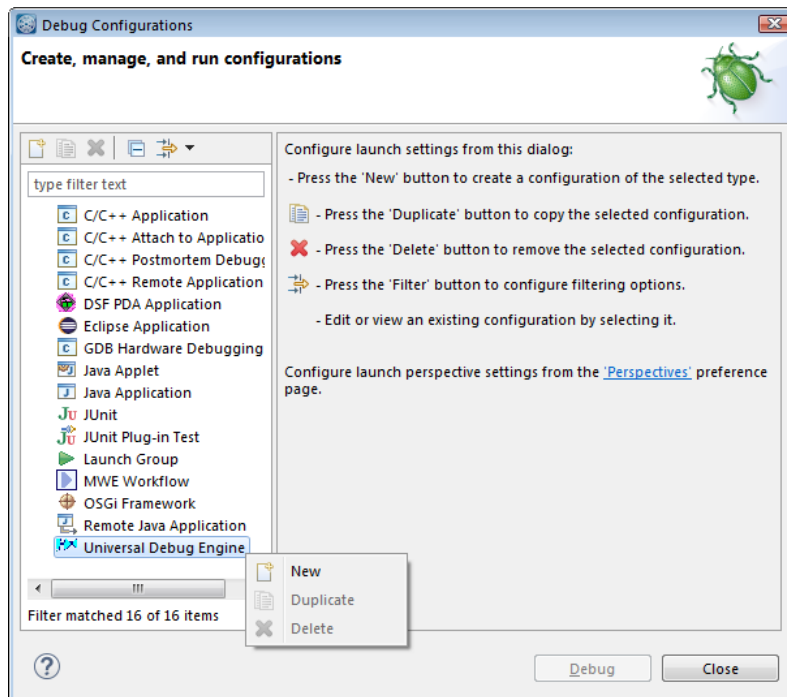 Debug Configurations
Create, manage, and run configurations
type filter text
C/C++ Application
C/C++ Attach to Applicatio
C/C++ Postmortem Debugg
C/C++ Remote Application
DSF PDA Application
Eclipse Application
GDB Hardware Debugging
Java Applet
Java Application
JUnit
JUnit Plug-in Test
Launch Group
MWE Workflow
OSGi Framework
Remote Java Application
Universal Debug Engine
Filter matched 16 of 16 items
New
Duplicate
Delete
Configure launch settings from this dialog:
- Press the 'New' button to create a configuration of the selected type.
- Press the 'Duplicate' button to copy the selected configuration.
- Press the 'Delete' button to remove the selected configuration.
- Press the 'Filter' button to configure filtering options.
- Edit or view an existing configuration by selecting it.
Configure launch perspective settings from the 'Perspectives' preference
page.
?
Debug
Close